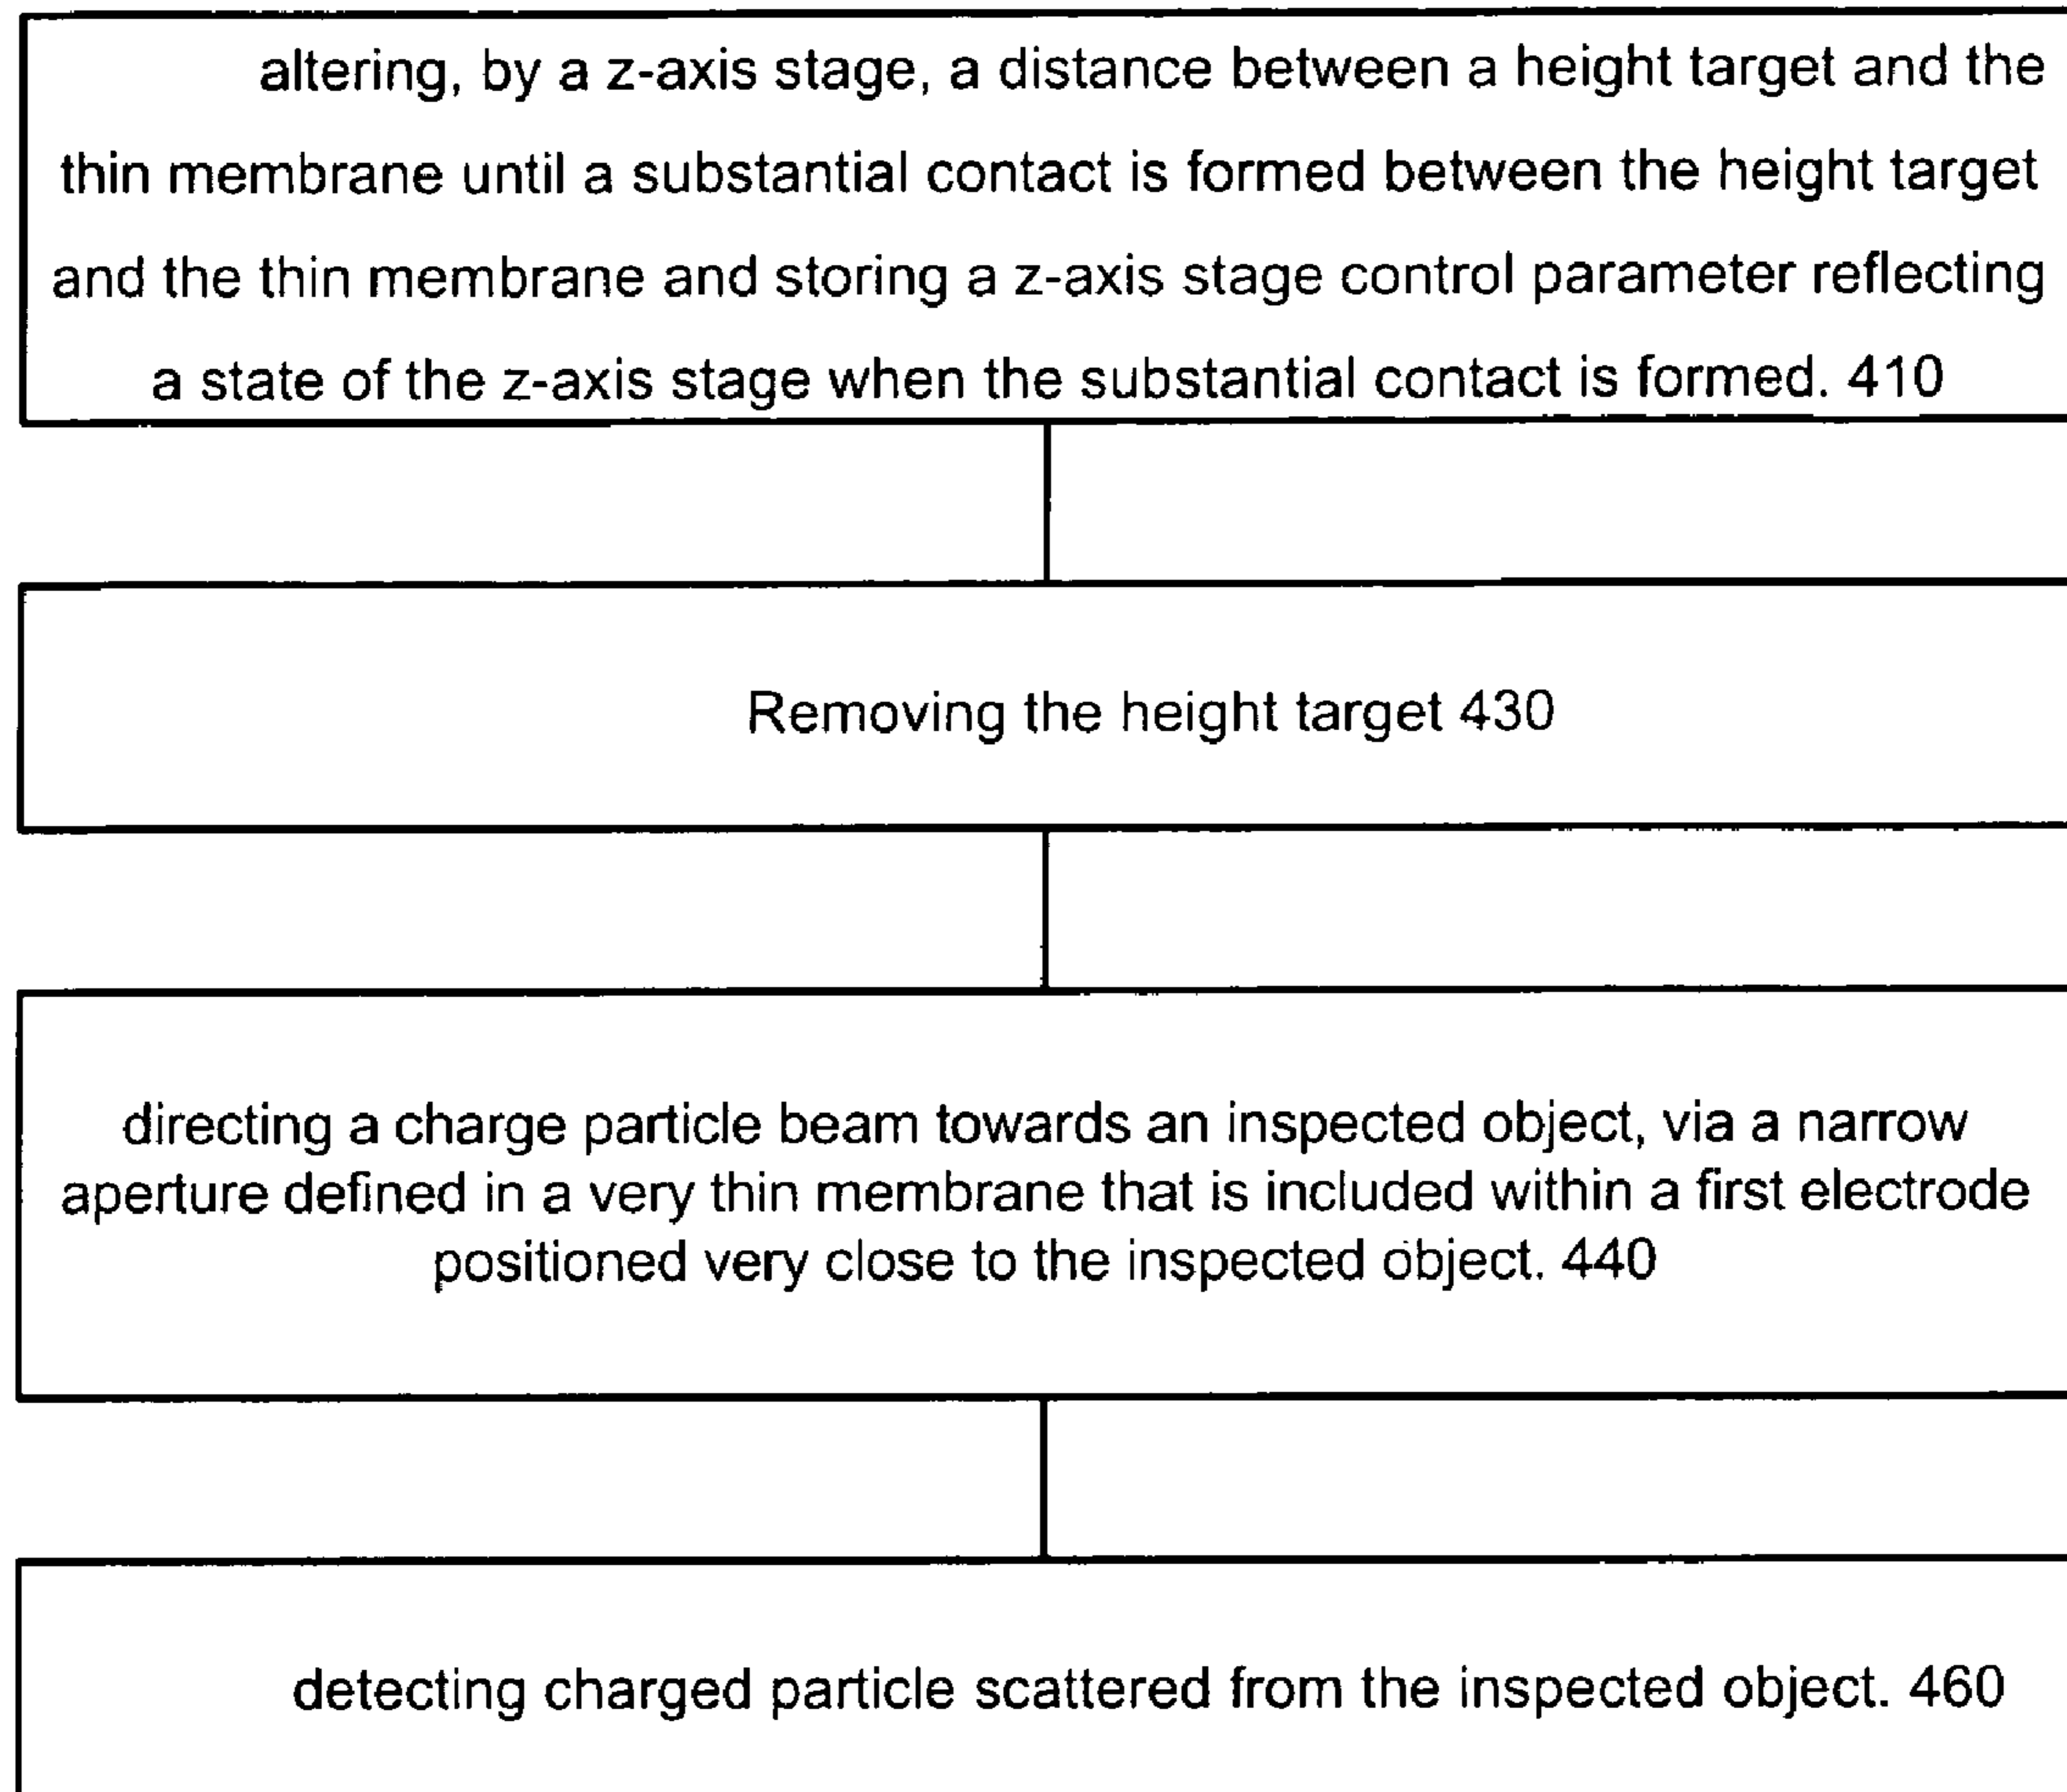 altering, by a z-axis stage, a distance between a height target and the
thin membrane until a substantial contact is formed between the height target
and the thin membrane and storing a z-axis stage control parameter reflecting
a state of the z-axis stage when the substantial contact is formed. 410
Removing the height target 430
directing a charge particle beam towards an inspected object, via a narrow
aperture defined in a very thin membrane that is included within a first electrode
positioned very close to the inspected object. 440
detecting charged particle scattered from the inspected object. 460